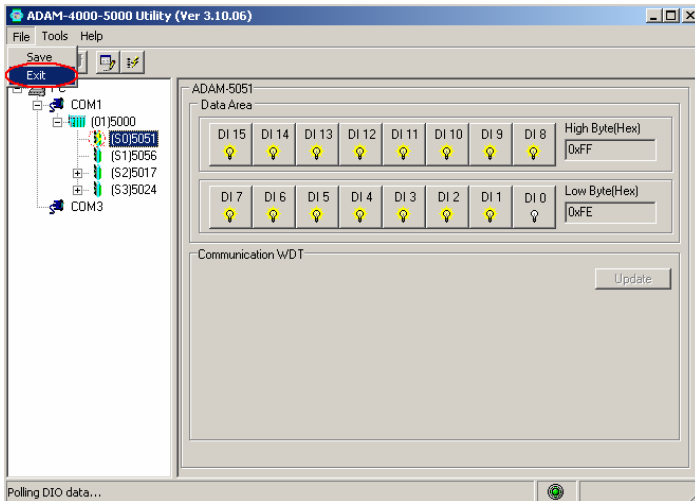 ADAM-4000-5000 Utility (Ver 3.10.06)
File Tools Help
Save
Exit
COM1
(01)5000
(S0)5051
(S1)5056
(S2)5017
(S3)5024
COM3
ADAM-5051
Data Area
DI 15 DI 14 DI 13 DI 12 DI 11 DI 10 DI 9 DI 8
High Byte(Hex)
0xFF
DI 7 DI 6 DI 5 DI 4 DI 3 DI 2 DI 1 DI 0
Low Byte(Hex)
0xFE
Communication WDT
Update
Polling DIO data...